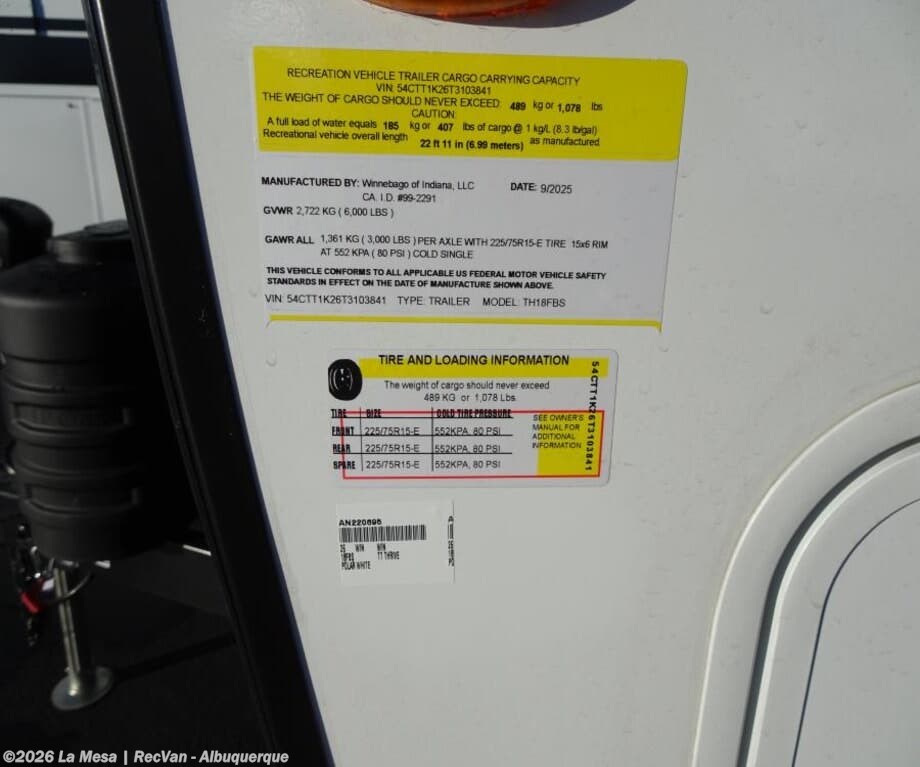 RECREATION VEHICLE TRAILER CARGO CARRYING CAPACITY
VIN: 54CTT1K26T3103841
THE WEIGHT OF CARGO SHOULD NEVER EXCEED: 489 kg or 1,078 lbs
CAUTION:
A full load of water equals 185 kg or 407 lbs of cargo @ 1 kg/L (8.3 lb/gal)
Recreational vehicle overall length 22 ft 11 in (6.99 meters) as manufactured
MANUFACTURED BY: Winnebago of Indiana, LLC DATE: 9/2025
CA. I.D. #99-2291
GVWR 2,722 KG ( 6,000 LBS )
GAWR ALL 1,361 KG ( 3,000 LBS ) PER AXLE WITH 225/75R15-E TIRE 15x6 RIM
AT 552 KPA ( 80 PSI ) COLD SINGLE
THIS VEHICLE CONFORMS TO ALL APPLICABLE US FEDERAL MOTOR VEHICLE SAFETY
STANDARDS IN EFFECT ON THE DATE OF MANUFACTURE SHOWN ABOVE.
VIN: 54CTT1K26T3103841 TYPE: TRAILER MODEL: TH18FBS
TIRE AND LOADING INFORMATION
The weight of cargo should never exceed
489 KG or 1,078 Lbs.
TIRE SIZE COLD TIRE PRESSURE
FRONT 225/75R15-E 552KPA, 80 PSI
REAR 225/75R15-E 552KPA, 80 PSI
SPARE 225/75R15-E 552KPA, 80 PSI
SEE OWNER'S
MANUAL FOR
ADDITIONAL
INFORMATION
54CTT1K26T3103841
AN220696
26 WIN WIN
18FBS TT THRIVE
POLAR WHITE
©2026 La Mesa | RecVan - Albuquerque